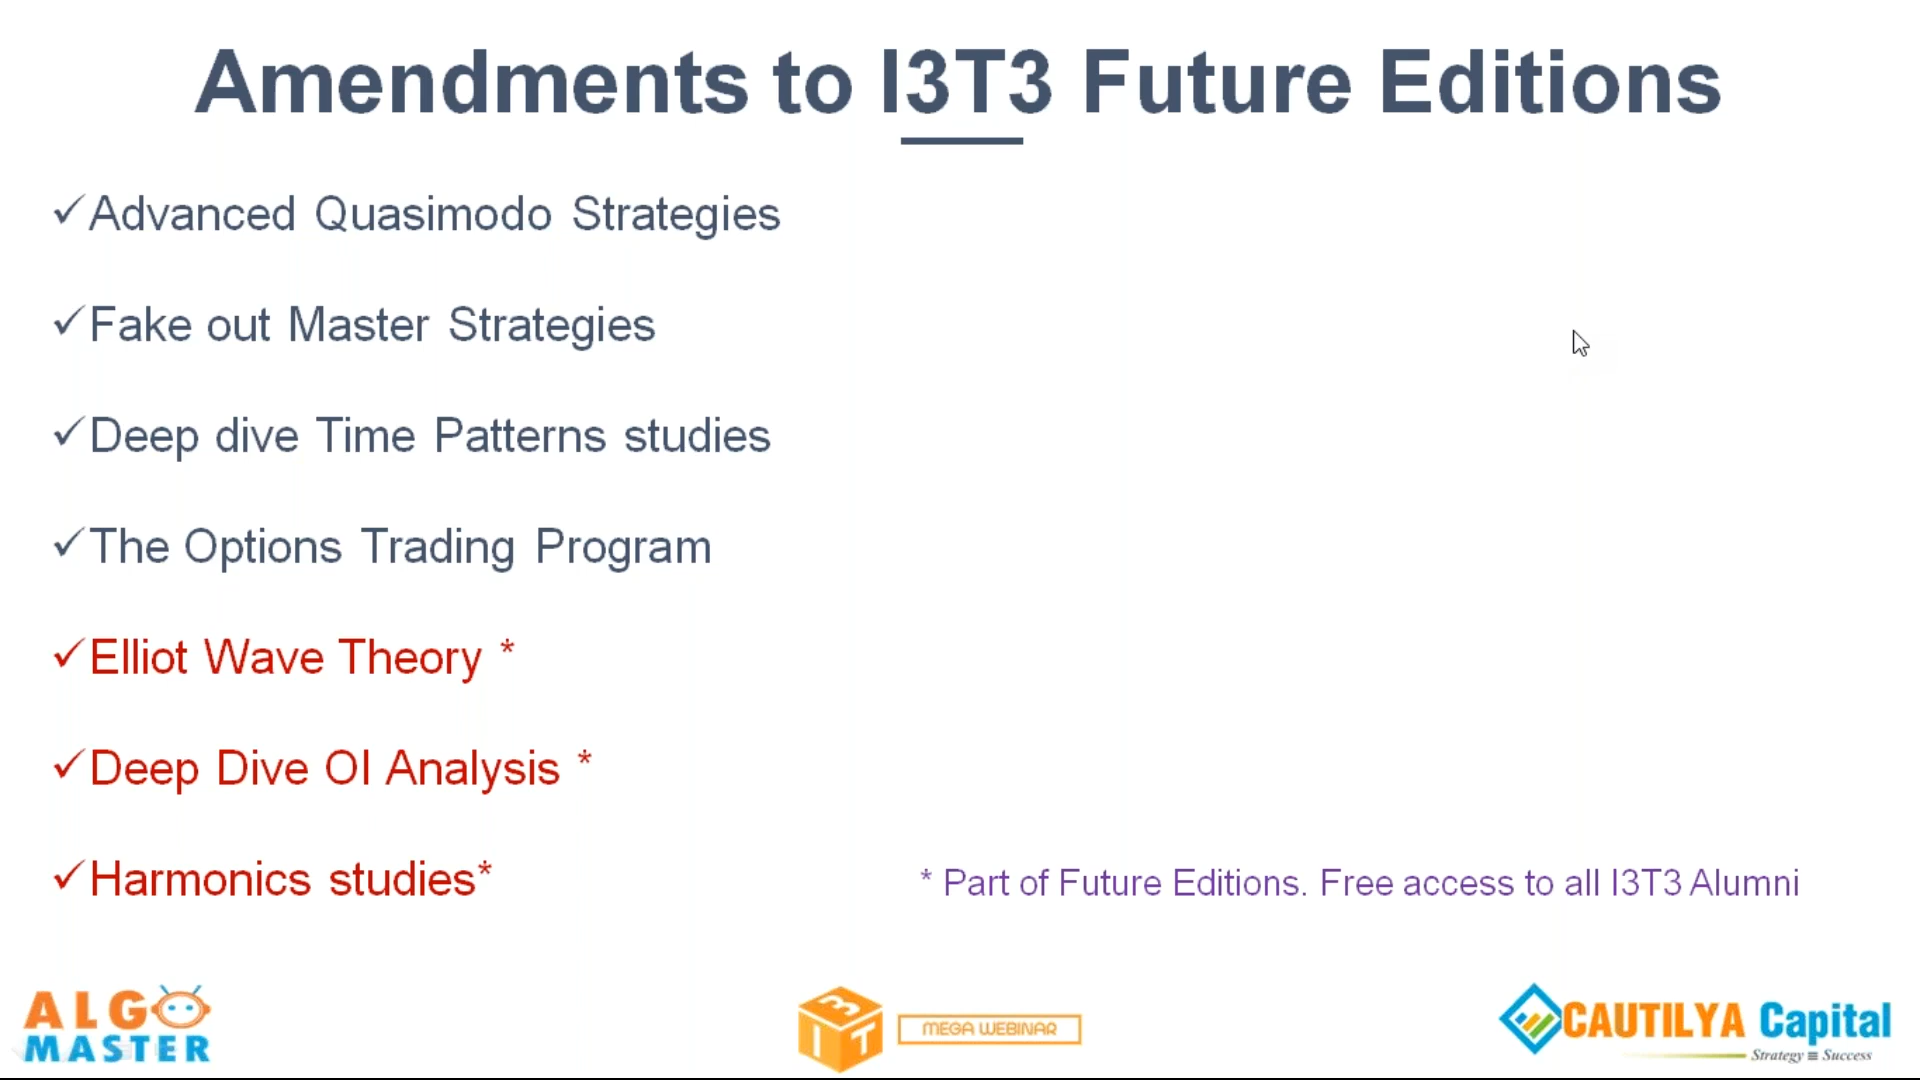 Amendments to I3T3 Future Editions
✓Advanced Quasimodo Strategies
✓Fake out Master Strategies
✓Deep dive Time Patterns studies
✓The Options Trading Program
✓Elliot Wave Theory *
✓Deep Dive OI Analysis *
✓Harmonics studies*
* Part of Future Editions. Free access to all I3T3 Alumni
ALGO
MASTER
I3T3
MEGA WEBINAR
CAUTILYA Capital
Strategy ≡ Success